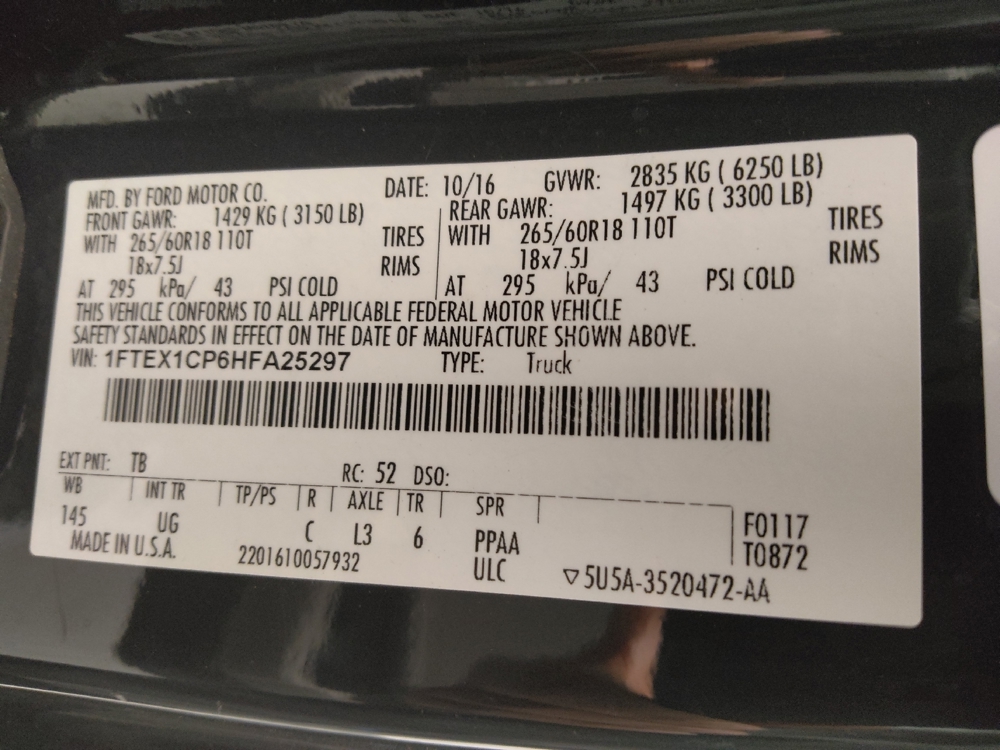 MFD. BY FORD MOTOR CO. DATE: 10/16 GVWR: 2835 KG ( 6250 LB)
FRONT GAWR: 1429 KG ( 3150 LB) REAR GAWR: 1497 KG ( 3300 LB)
WITH 265/60R18 110T TIRES WITH 265/60R18 110T TIRES
18x7.5J RIMS 18x7.5J RIMS
AT 295 kPa/ 43 PSI COLD AT 295 kPa/ 43 PSI COLD
THIS VEHICLE CONFORMS TO ALL APPLICABLE FEDERAL MOTOR VEHICLE
SAFETY STANDARDS IN EFFECT ON THE DATE OF MANUFACTURE SHOWN ABOVE.
VIN: 1FTEX1CP6HFA25297 TYPE: Truck
EXT PNT: TB RC: 52 DSO:
WB INT TR TP/PS R AXLE TR SPR
145 UG C L3 6 PPAA F0117
MADE IN U.S.A. 2201610057932 ULC T0872
▽5U5A-3520472-AA